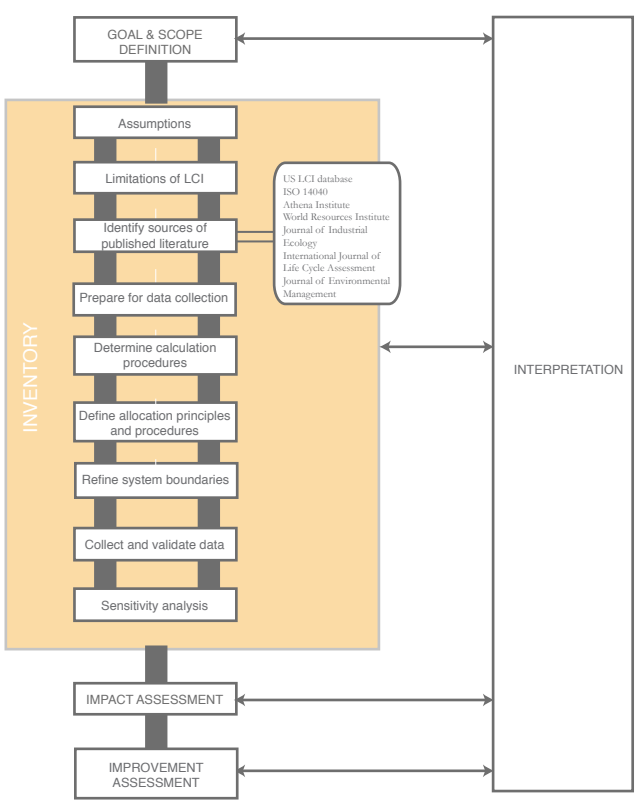 GOAL & SCOPE
DEFINITION
Assumptions
Limitations of LCI
Identify sources of
published literature
US LCI database
ISO 14040
Athena Institute
World Resources Institute
Journal of Industrial
Ecology
International Journal of
Life Cycle Assessment
Journal of Environmental
Management
Prepare for data collection
Determine calculation
procedures
Define allocation principles
and procedures
Refine system boundaries
Collect and validate data
Sensitivity analysis
INVENTORY
INTERPRETATION
IMPACT ASSESSMENT
IMPROVEMENT
ASSESSMENT